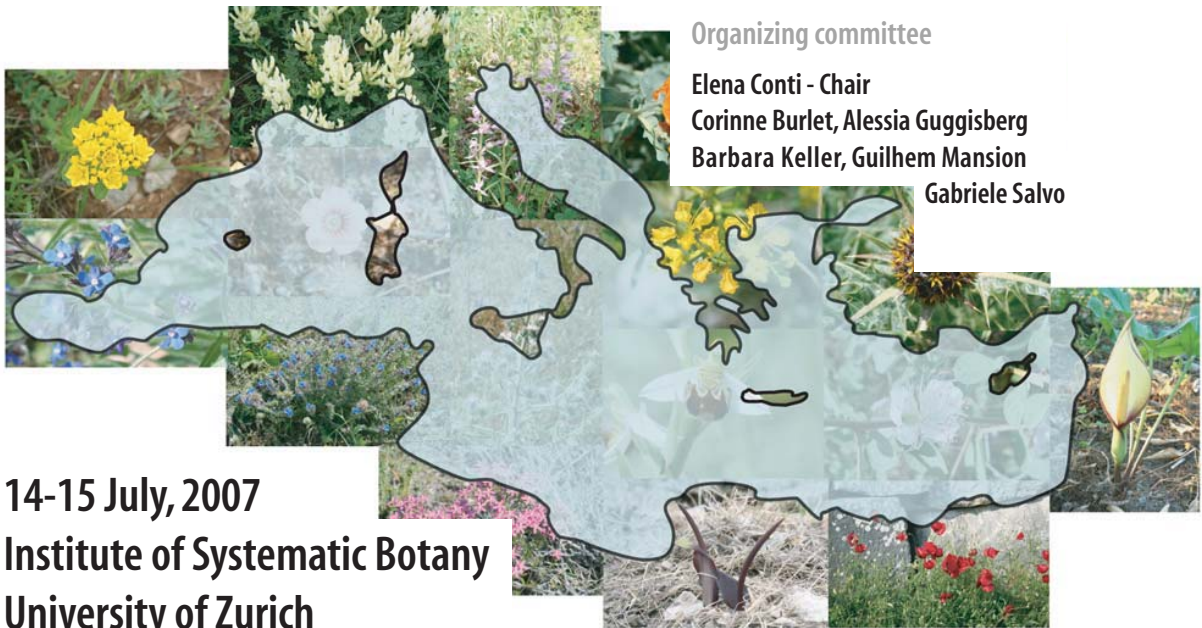 Organizing committee
Elena Conti - Chair
Corinne Burlet, Alessia Guggisberg
Barbara Keller, Guilhem Mansion
Gabriele Salvo
14-15 July, 2007
Institute of Systematic Botany
University of Zurich